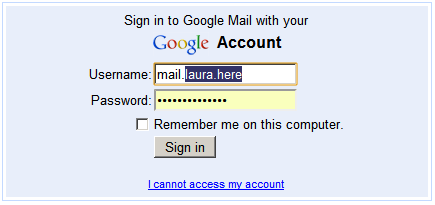 Sign in to Google Mail with your
Google Account
Username: mail.laura.here
Password: ••••••••••••••
Remember me on this computer.
Sign in
I cannot access my account